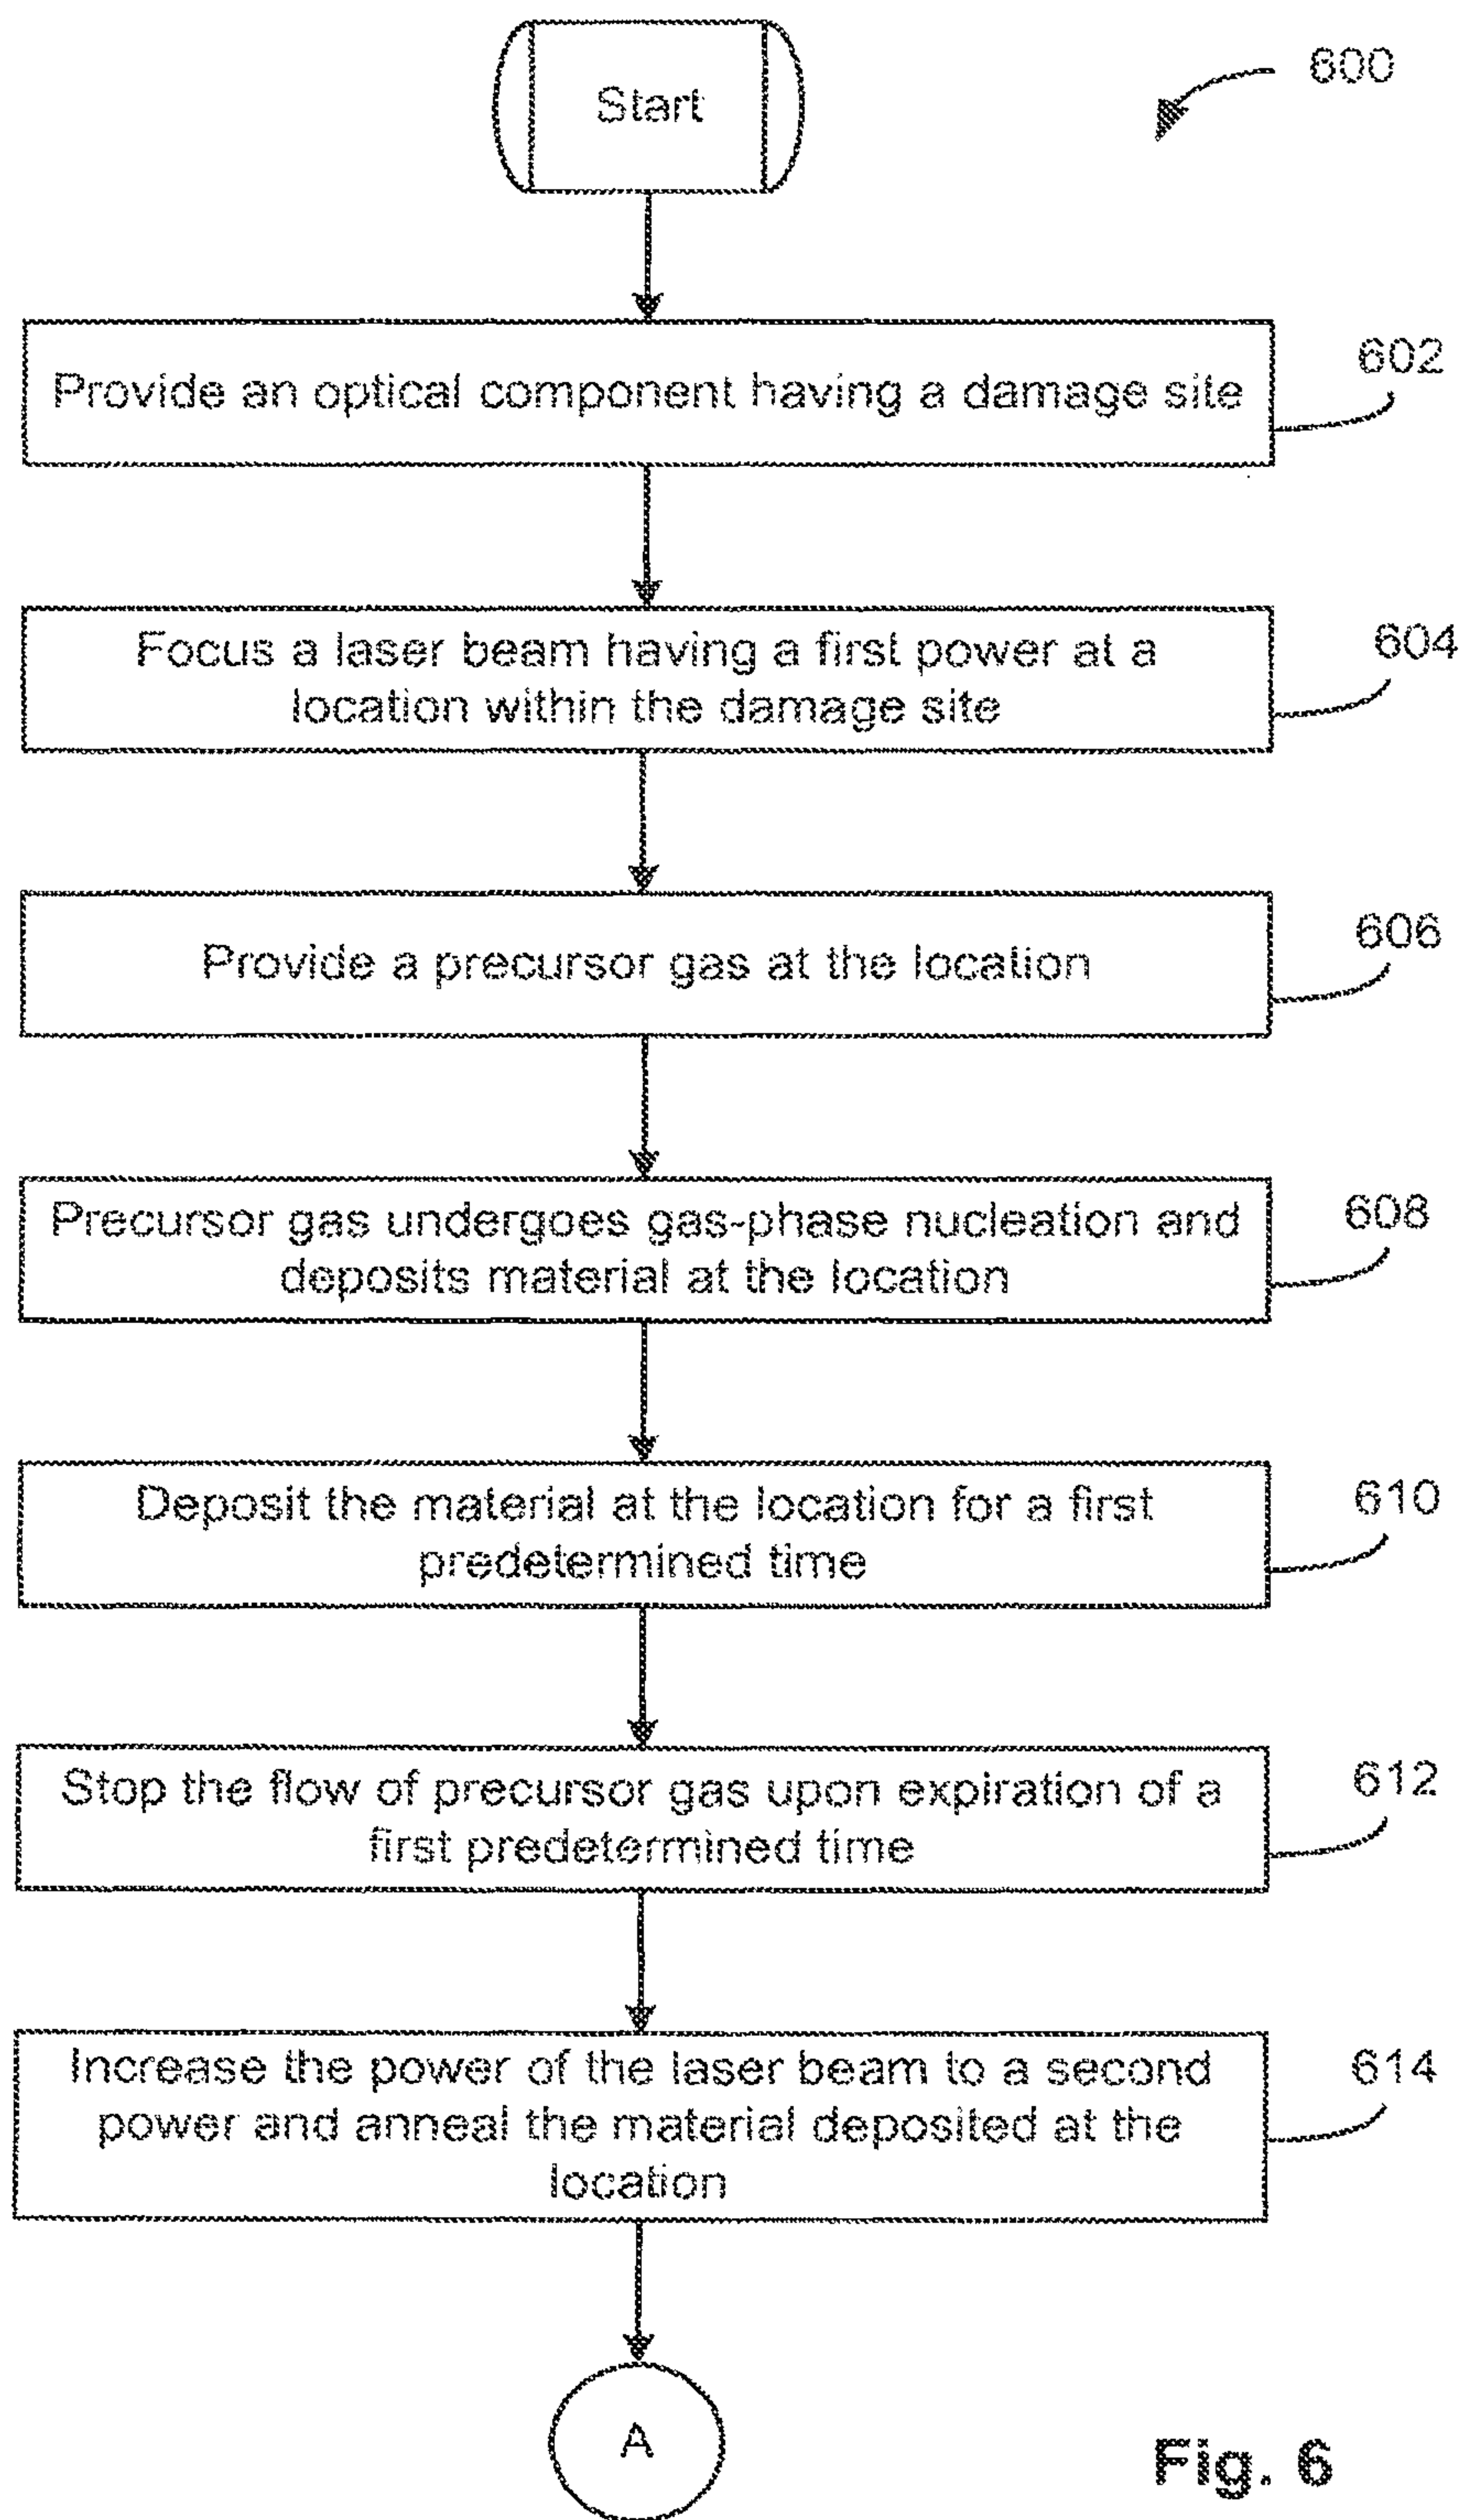 Start
600
Provide an optical component having a damage site
602
Focus a laser beam having a first power at a
location within the damage site
604
Provide a precursor gas at the location
606
Precursor gas undergoes gas-phase nucleation and
deposits material at the location
608
Deposit the material at the location for a first
predetermined time
610
Stop the flow of precursor gas upon expiration of a
first predetermined time
612
Increase the power of the laser beam to a second
power and anneal the material deposited at the
location
614
A
Fig. 6